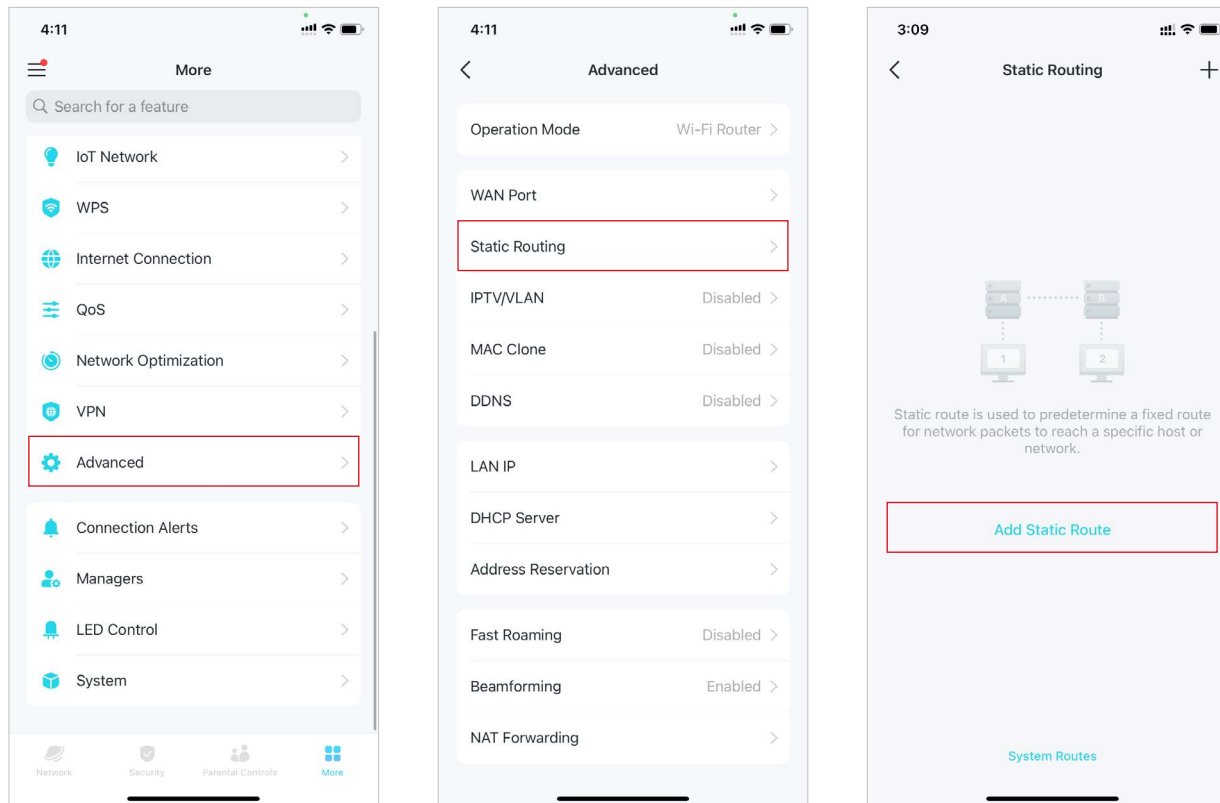 4:11
More
Search for a feature
IoT Network
WPS
Internet Connection
QoS
Network Optimization
VPN
Advanced
Connection Alerts
Managers
LED Control
System
Network Security Parental Controls More
4:11
Advanced
Operation Mode Wi-Fi Router
WAN Port
Static Routing
IPTV/VLAN Disabled
MAC Clone Disabled
DDNS Disabled
LAN IP
DHCP Server
Address Reservation
Fast Roaming Disabled
Beamforming Enabled
NAT Forwarding
3:09
Static Routing
A B
1 2
Static route is used to predetermine a fixed route
for network packets to reach a specific host or
network.
Add Static Route
System Routes